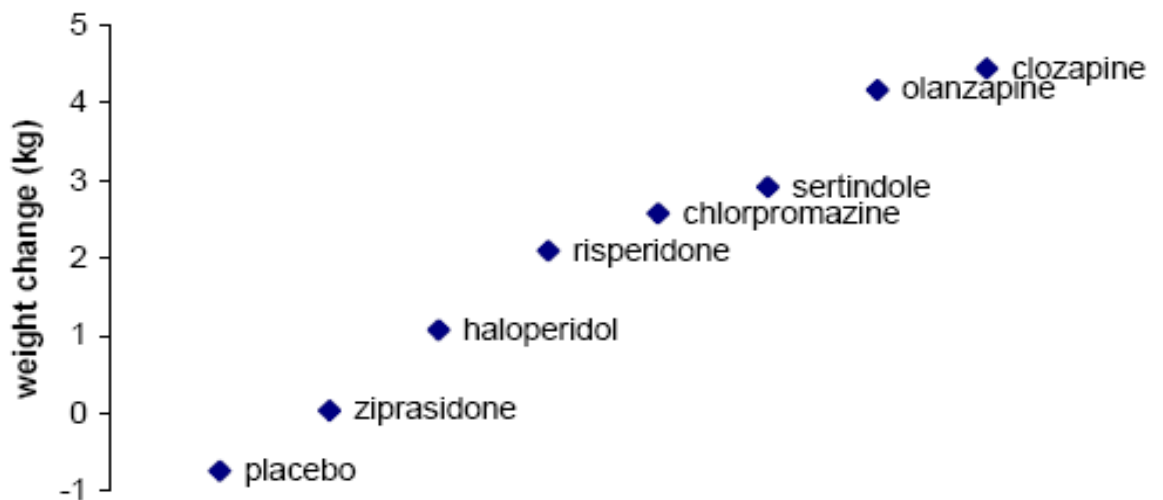 5
clozapine
olanzapine
4
3
sertindole
chlorpromazine
risperidone
2
haloperidol
1
ziprasidone
0
placebo
-1
weight change (kg)